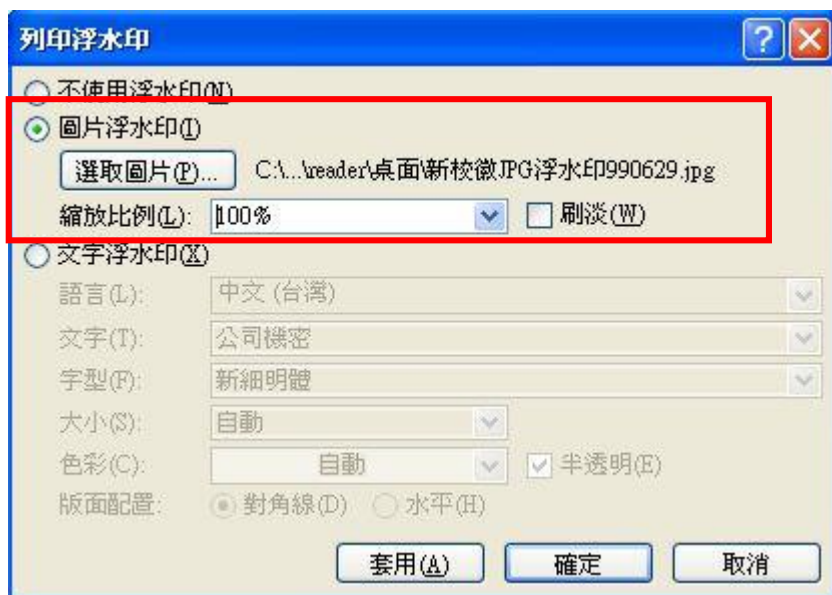 列印浮水印
不使用浮水印(N)
圖片浮水印(I)
選取圖片(P)... C:\...\reader\桌面\新校徽JPG浮水印990629.jpg
縮放比例(L): 100% 刷淡(W)
文字浮水印(X)
語言(L): 中文 (台灣)
文字(T): 公司機密
字型(F): 新細明體
大小(S): 自動
色彩(C): 自動 半透明(E)
版面配置: 對角線(D) 水平(H)
套用(A) 確定 取消